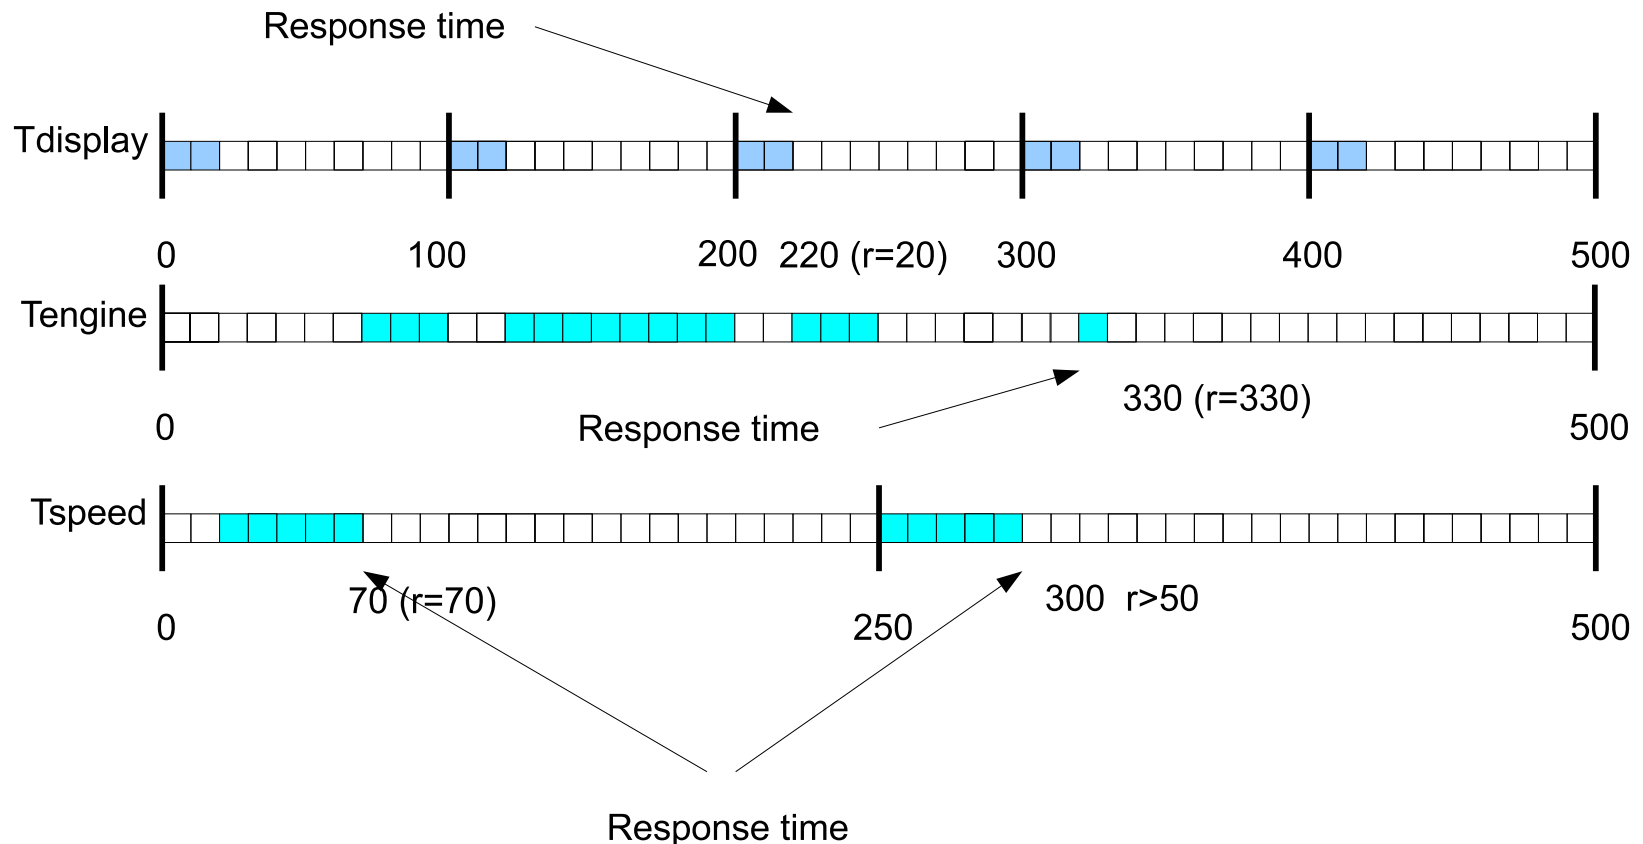 Response time
Tdisplay
0 100 200 220 (r=20) 300 400 500
Tengine
330 (r=330)
0 Response time 500
Tspeed
70 (r=70) 300 r>50
0 250 500
Response time